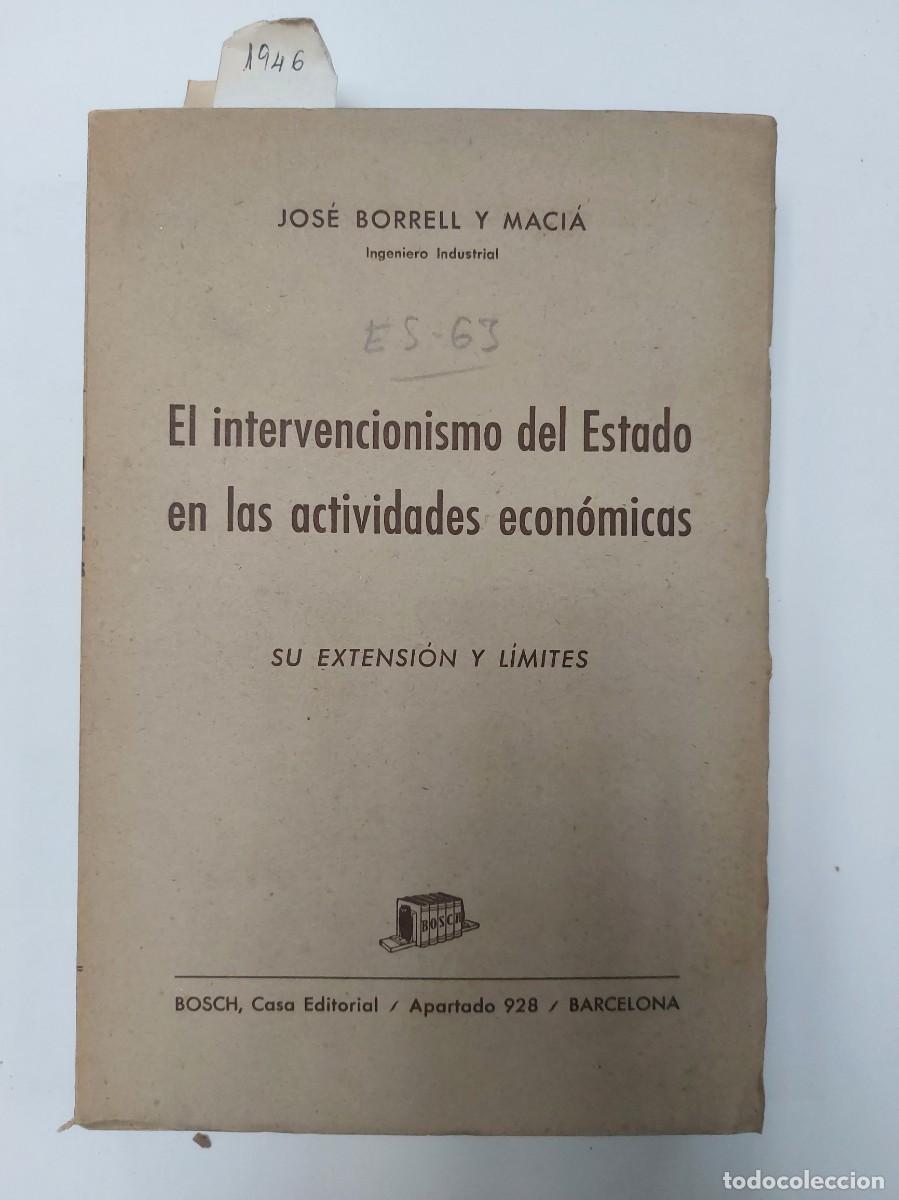 1946
JOSÉ BORRELL Y MACIÁ
Ingeniero Industrial
ES-63
El intervencionismo del Estado
en las actividades económicas
SU EXTENSIÓN Y LÍMITES
BOSCH
BOSCH, Casa Editorial / Apartado 928 / BARCELONA
todocoleccion